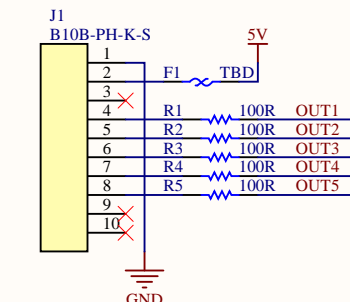 J1
B10B-PH-K-S
5V
1
2 F1 TBD
3
4 R1 100R OUT1
5 R2 100R OUT2
6 R3 100R OUT3
7 R4 100R OUT4
8 R5 100R OUT5
9
10
GND